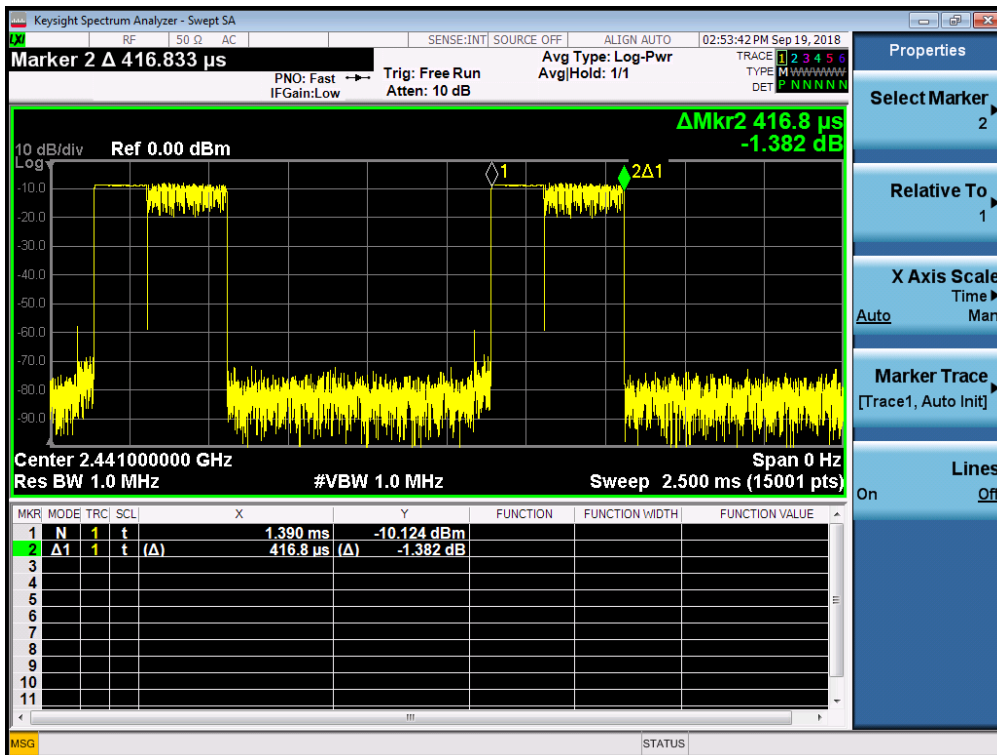 Keysight Spectrum Analyzer - Swept SA
LXI RF 50 Ω AC SENSE:INT SOURCE OFF ALIGN AUTO 02:53:42 PM Sep 19, 2018
Marker 2 Δ 416.833 µs
PNO: Fast
IFGain:Low
Trig: Free Run
Atten: 10 dB
Avg Type: Log-Pwr
Avg|Hold: 1/1
TRACE 1 2 3 4 5 6
TYPE M WWWWW
DET P N N N N N
ΔMkr2 416.8 µs
-1.382 dB
10 dB/div Ref 0.00 dBm
Log
1
2Δ1
-10.0
-20.0
-30.0
-40.0
-50.0
-60.0
-70.0
-80.0
-90.0
Center 2.441000000 GHz Span 0 Hz
Res BW 1.0 MHz #VBW 1.0 MHz Sweep 2.500 ms (15001 pts)
MKR MODE TRC SCL X Y FUNCTION FUNCTION WIDTH FUNCTION VALUE
1 N 1 t 1.390 ms -10.124 dBm
2 Δ1 1 t (Δ) 416.8 µs (Δ) -1.382 dB
3
4
5
6
7
8
9
10
11
MSG STATUS
Properties
Select Marker
2
Relative To
1
X Axis Scale
Time
Auto Man
Marker Trace
[Trace1, Auto Init]
Lines
On Off